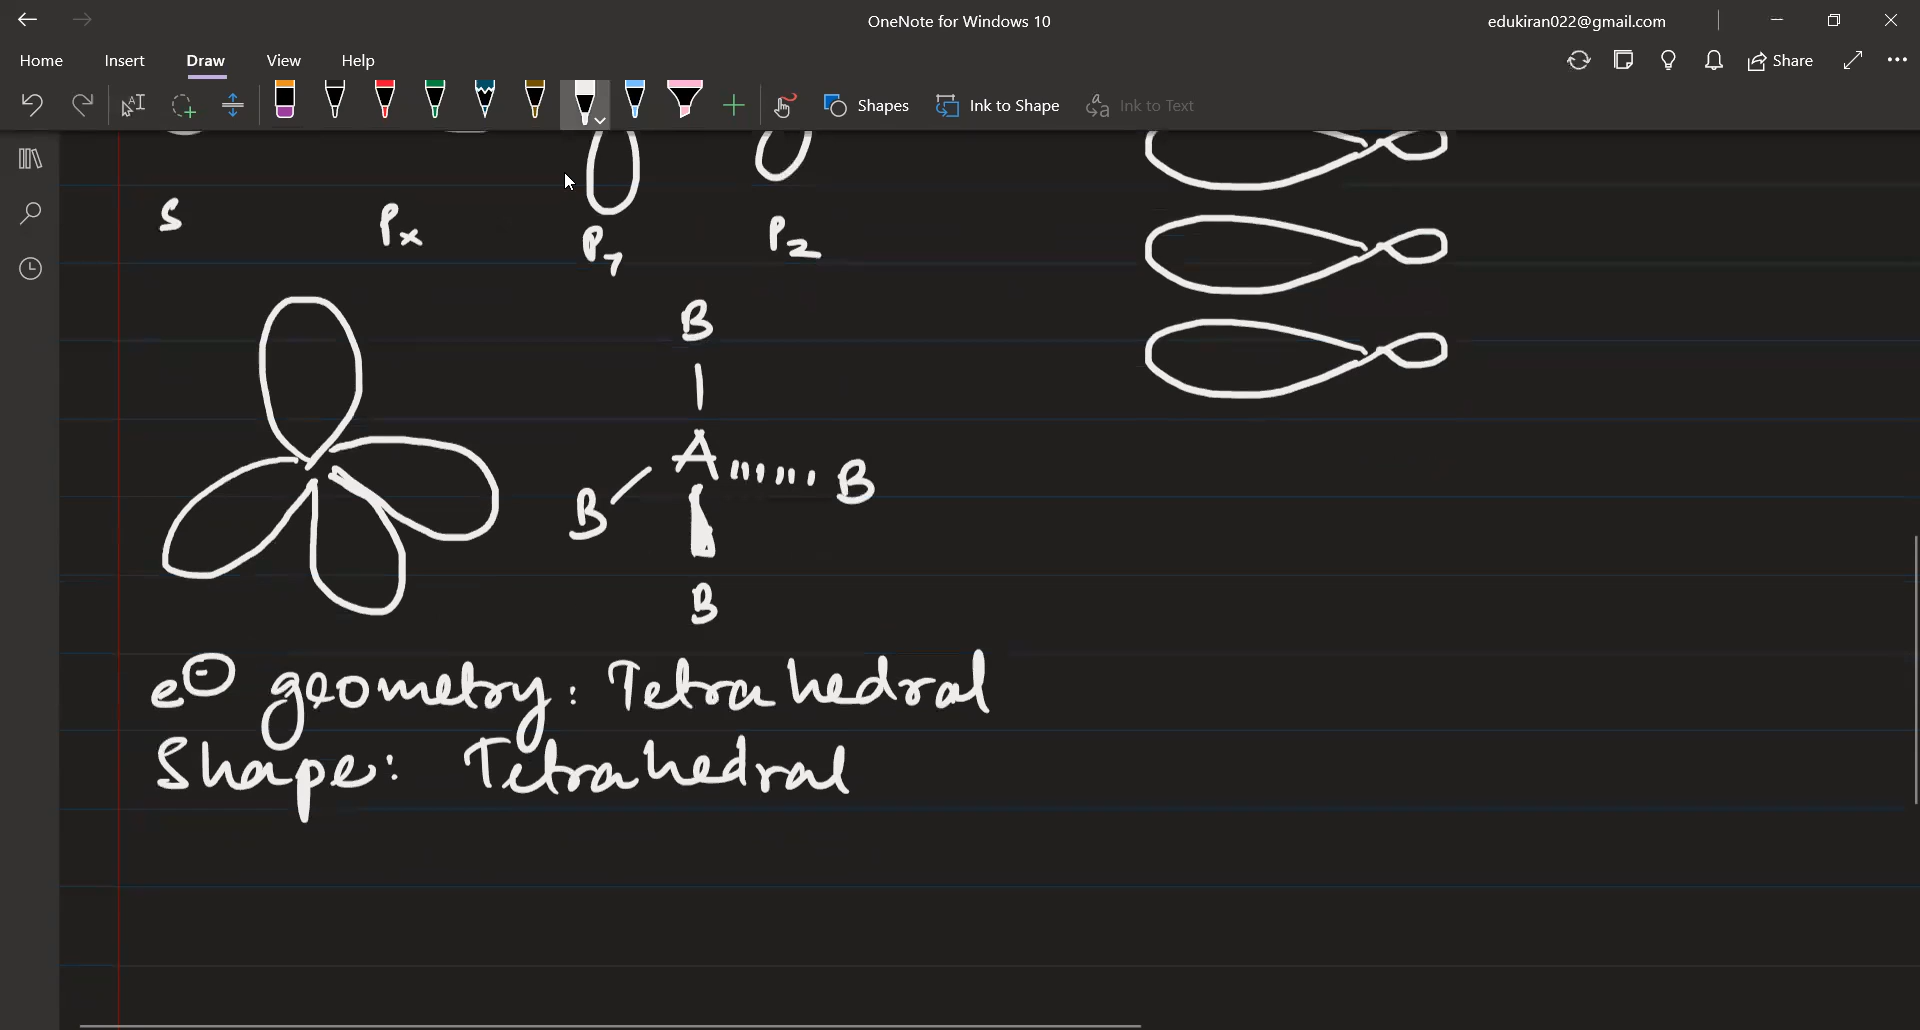 OneNote for Windows 10
edukiran022@gmail.com
Home Insert Draw View Help
Share
Shapes Ink to Shape Ink to Text
S Px Py Pz
B
A B
B
B
e⊖ geometry: Tetrahedral
Shape: Tetrahedral